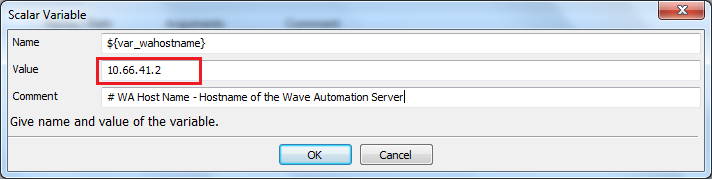 Scalar Variable
Name ${var_wahostname}
Value 10.66.41.2
Comment # WA Host Name - Hostname of the Wave Automation Server
Give name and value of the variable.
OK Cancel